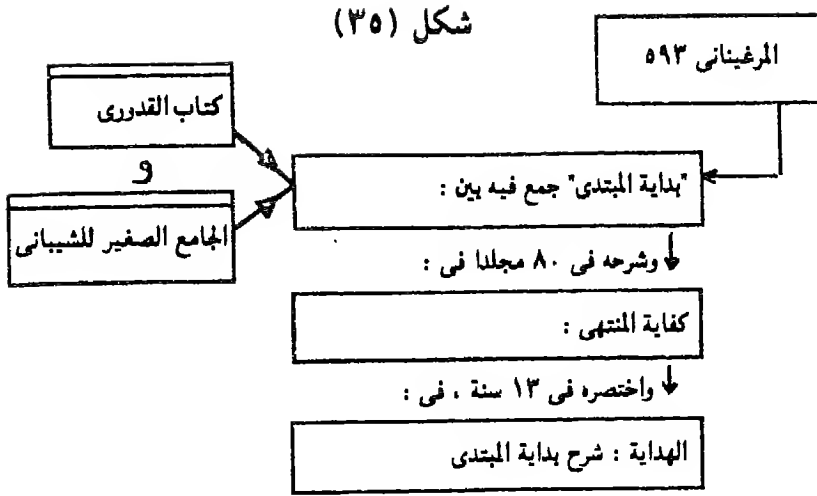 شكل (٣٥)
المرغينانى ٥٩٣
كتاب القدورى
و
الجامع الصغير للشيبانى
"بداية المبتدى" جمع فيه بين :
وشرحه فى ٨٠ مجلدا فى :
كفاية المنتهى :
واختصره فى ١٣ سنة ، فى :
الهداية : شرح بداية المبتدى